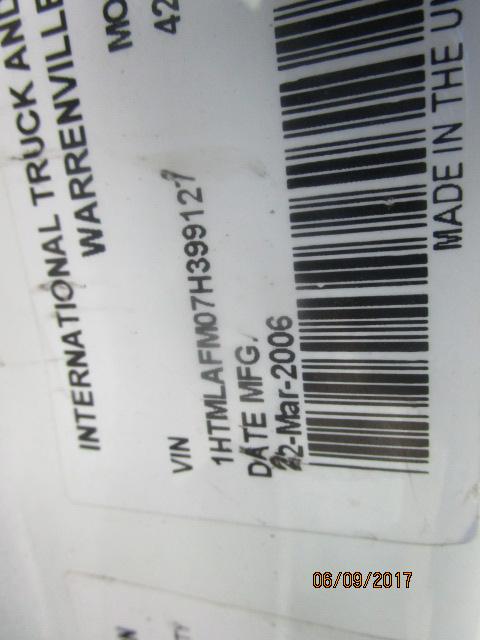 INTERNATIONAL TRUCK AND
WARRENVILLE
MO
42
VIN
1HTMLAFM07H399127
DATE MFG.
22-Mar-2006
MADE IN THE U
06/09/2017